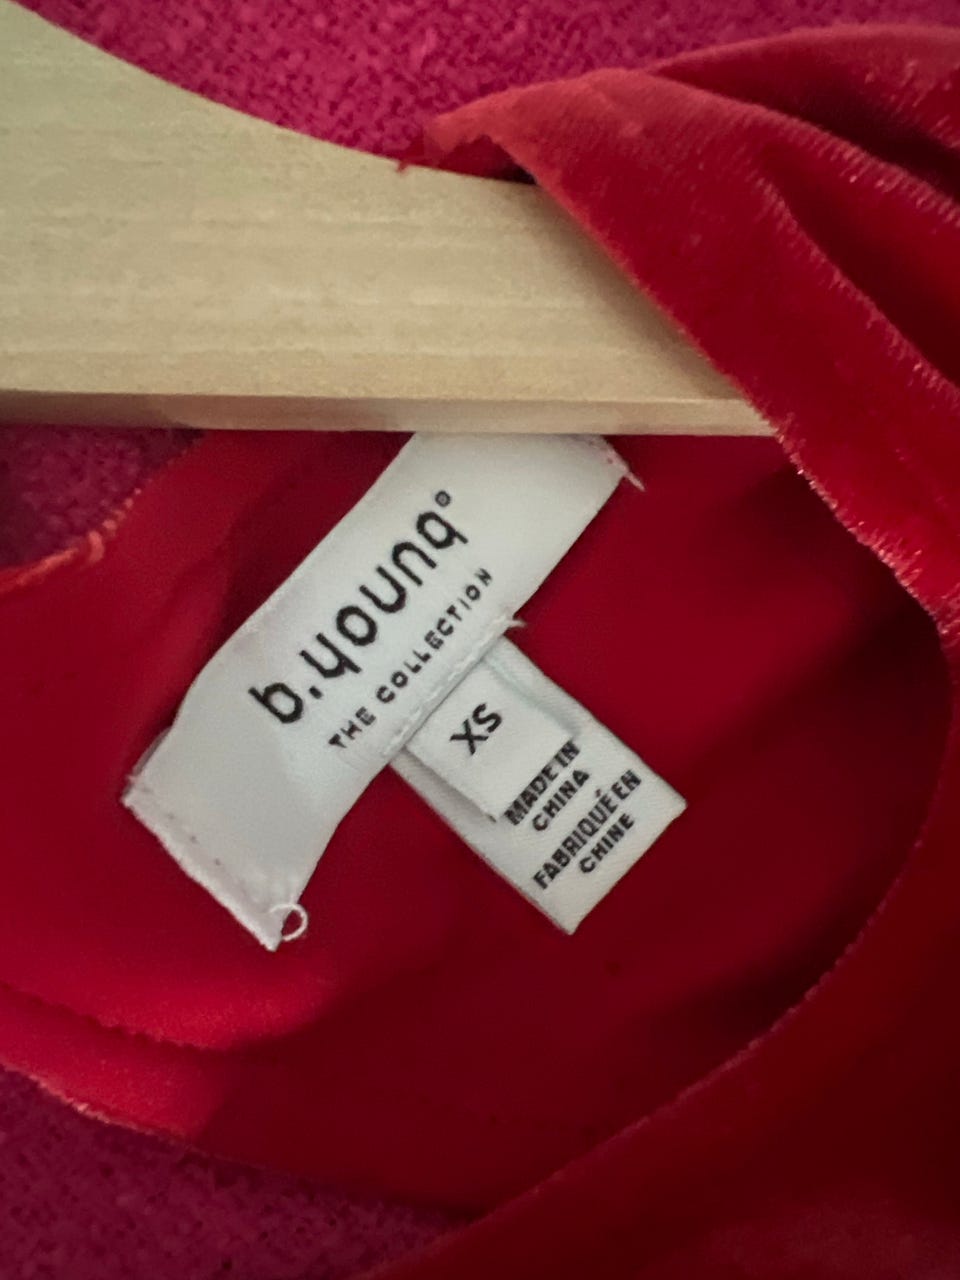 b.young®
THE COLLECTION
XS
MADE IN
CHINA
FABRIQUÉ EN
CHINE